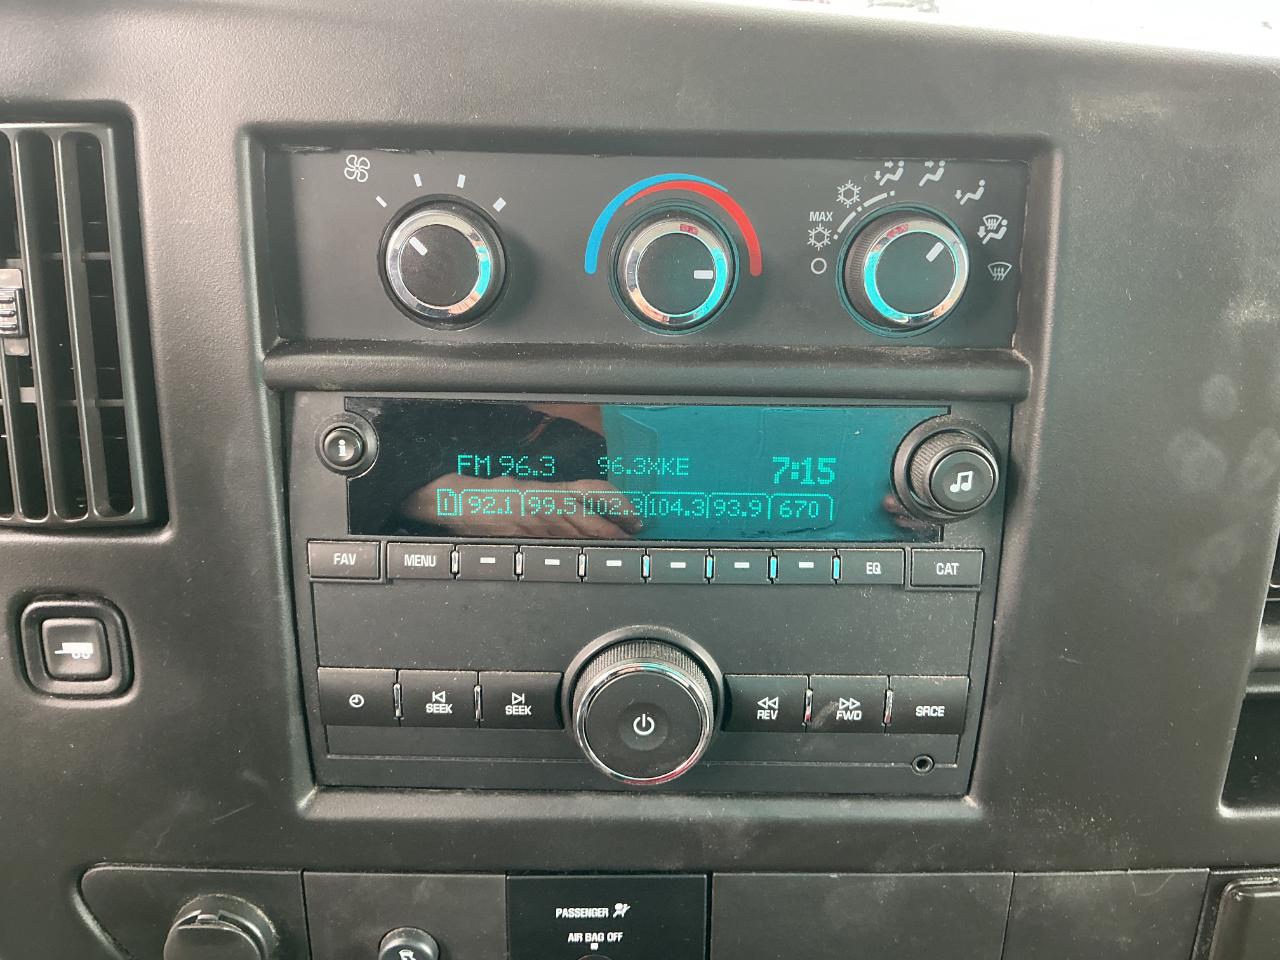 MAX
FM 96.3 96.3XKE 7:15
1 92.1 99.5 102.3 104.3 93.9 670
FAV MENU EQ CAT
SEEK SEEK REV FWD SRCE
PASSENGER
AIR BAG OFF